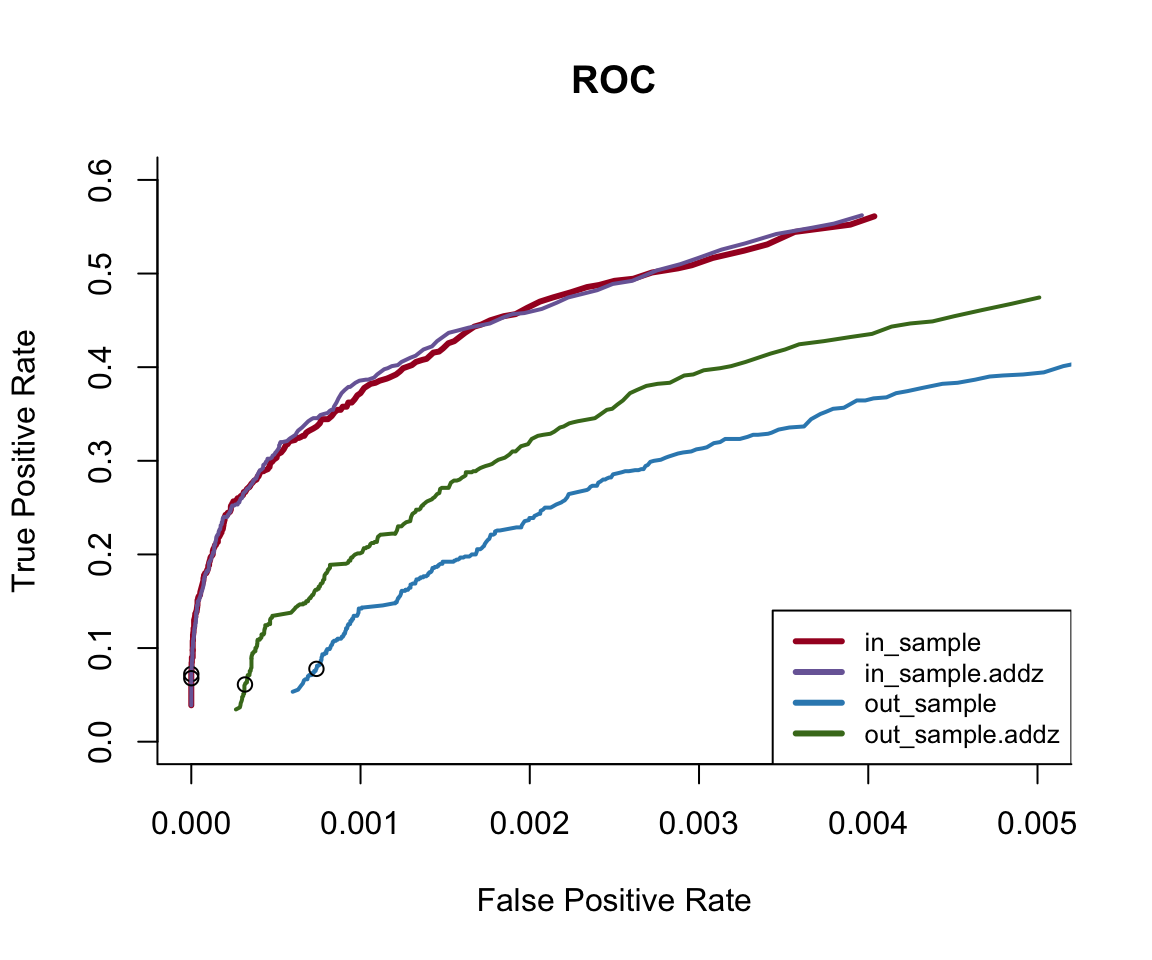 ROC
True Positive Rate
0.6
0.5
0.4
0.3
0.2
0.1
0.0
in_sample
in_sample.addz
out_sample
out_sample.addz
0.000 0.001 0.002 0.003 0.004 0.005
False Positive Rate